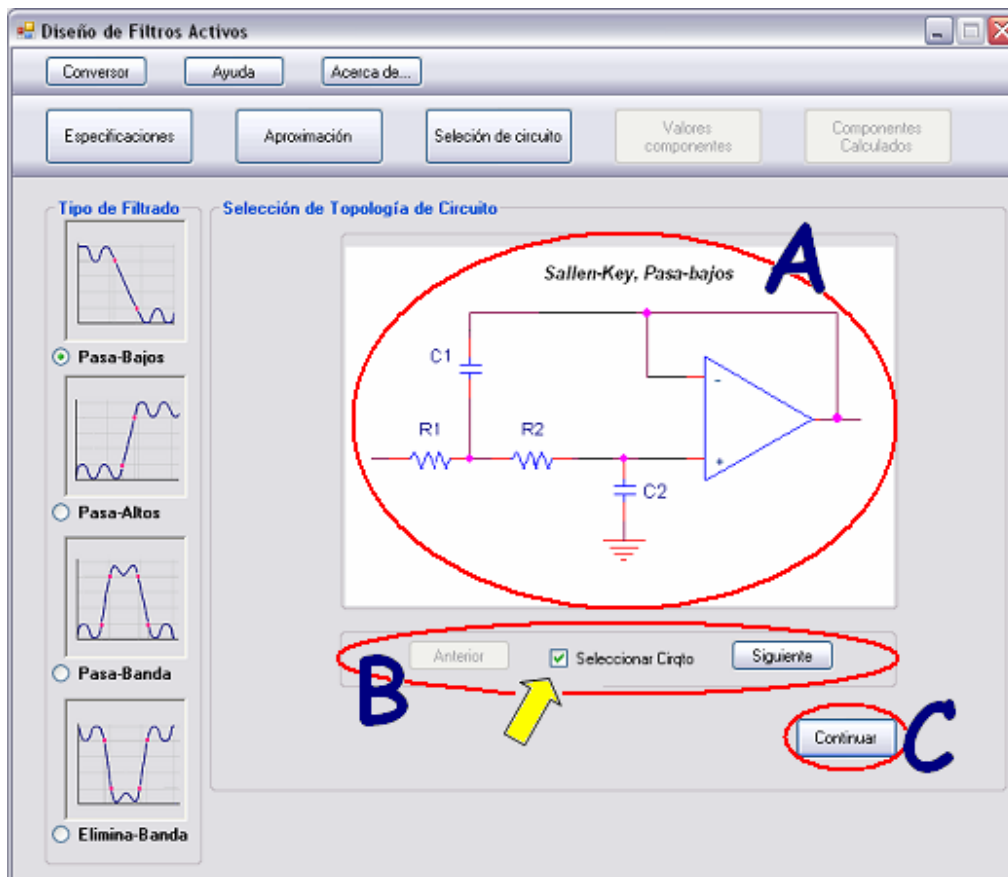 Diseño de Filtros Activos
Conversor
Ayuda
Acerca de...
Especificaciones
Aproximación
Seleción de circuito
Valores
componentes
Componentes
Calculados
Tipo de Filtrado
Pasa-Bajos
Pasa-Altos
Pasa-Banda
Elimina-Banda
Selección de Topología de Circuito
A
Sallen-Key, Pasa-bajos
C1
R1
R2
-
+
C2
B
Anterior
Seleccionar Cirqto
Siguiente
Continuar
C